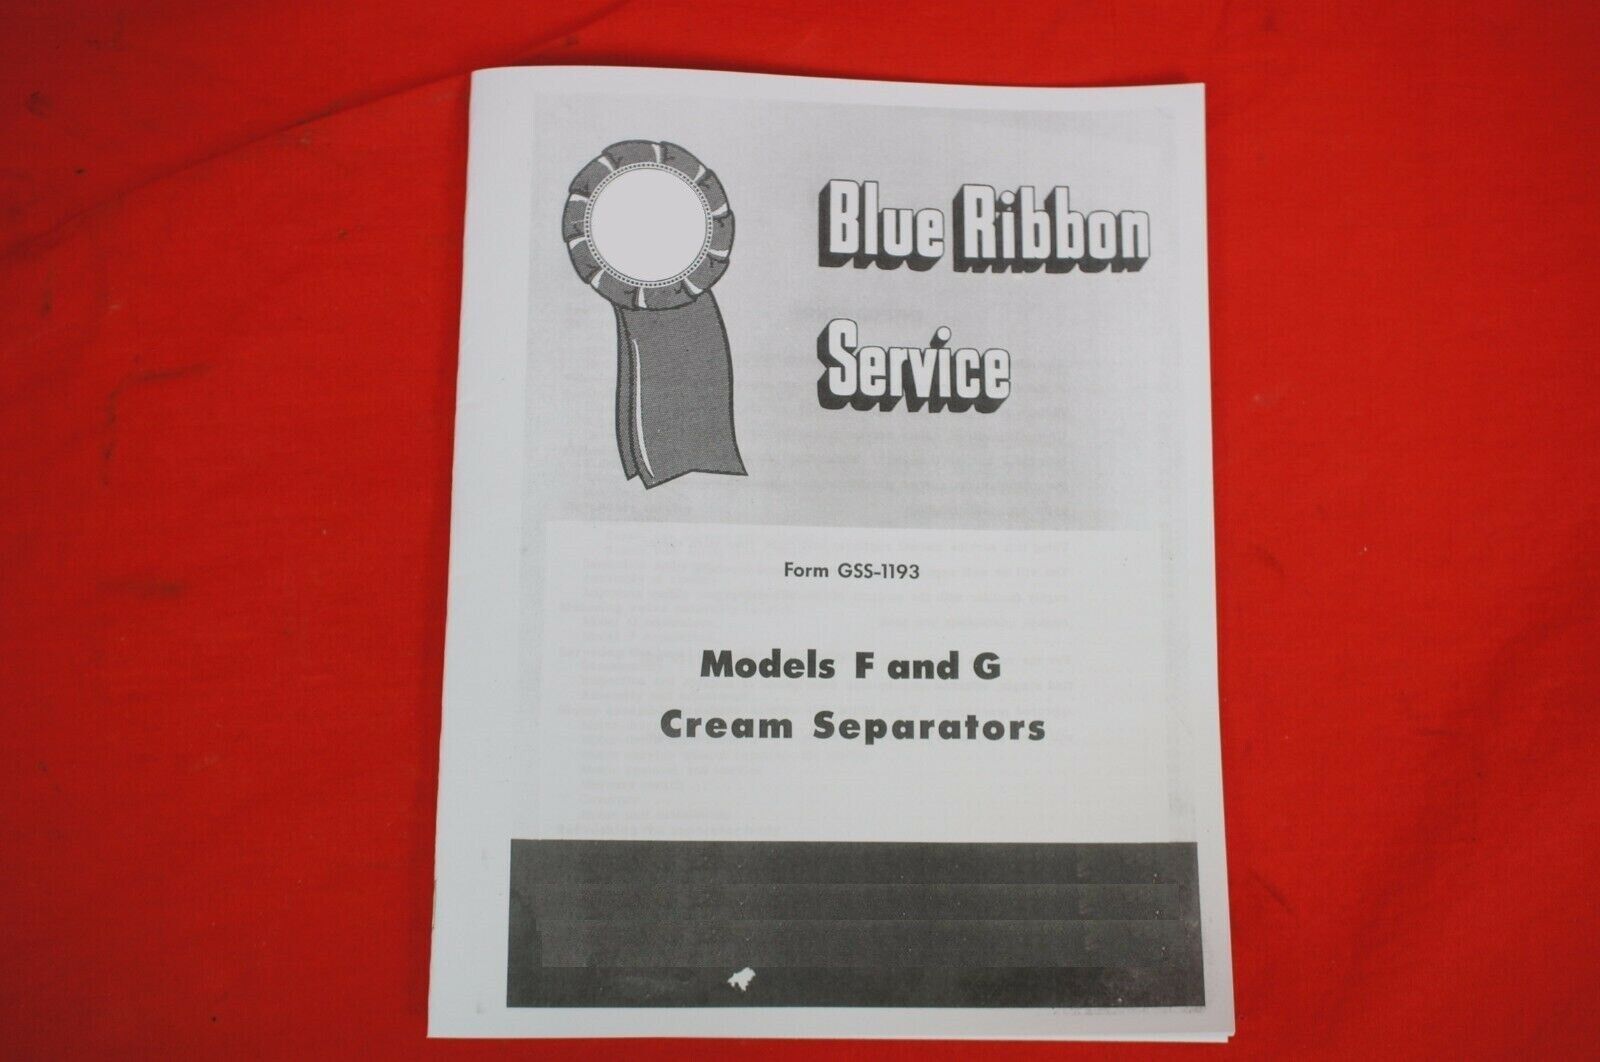 Blue Ribbon
Service
Form GSS-1193
Models F and G
Cream Separators